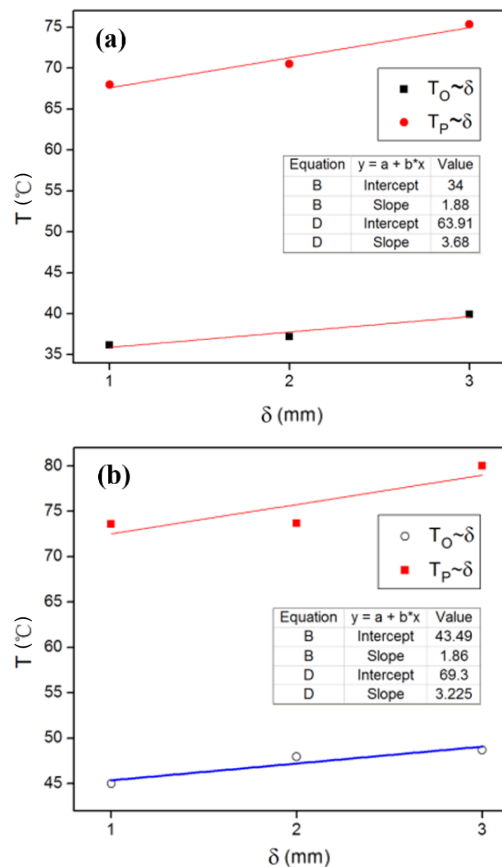 (a)
75
70
65
60
55
50
45
40
35
T (℃)
T_O~δ
T_P~δ
Equation y = a + b*x Value
B Intercept 34
B Slope 1.88
D Intercept 63.91
D Slope 3.68
1 2 3
δ (mm)
(b)
80
75
70
65
60
55
50
45
T (℃)
T_O~δ
T_P~δ
Equation y = a + b*x Value
B Intercept 43.49
B Slope 1.86
D Intercept 69.3
D Slope 3.225
1 2 3
δ (mm)